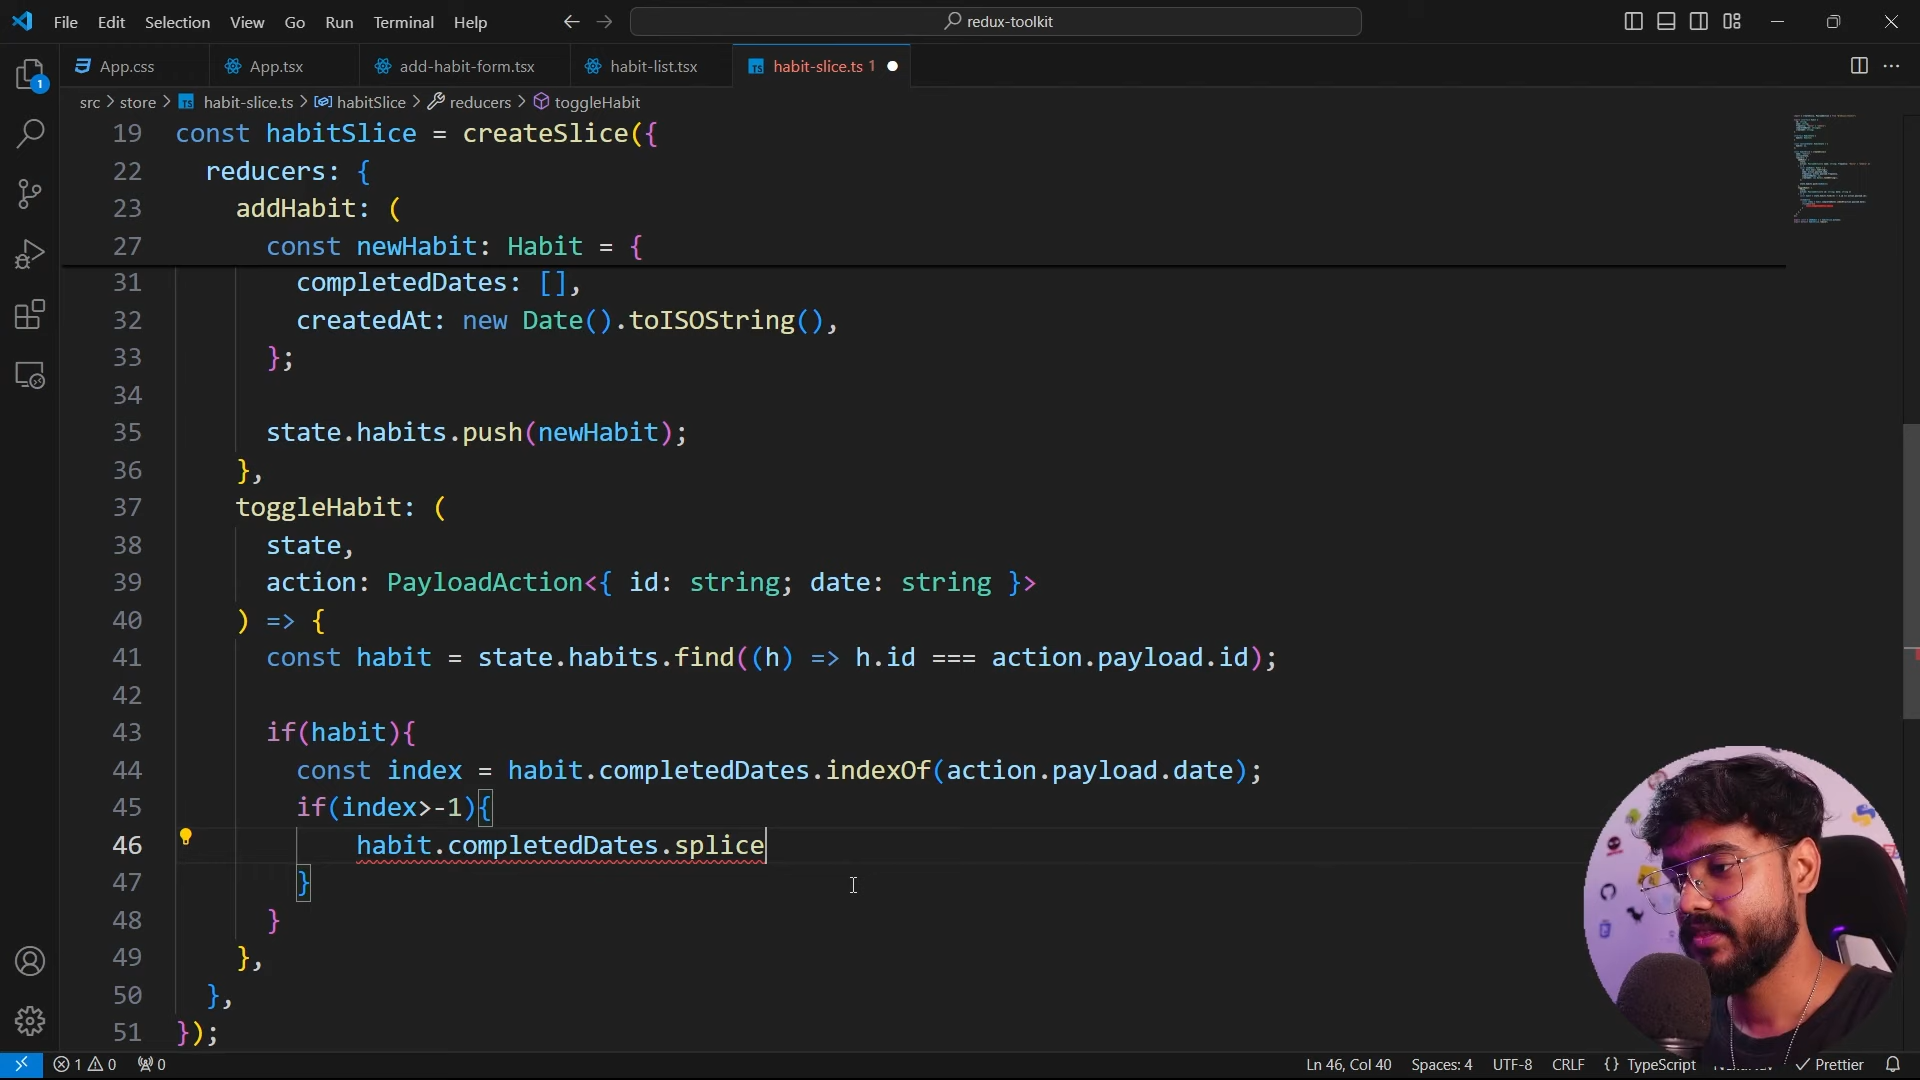 File Edit Selection View Go Run Terminal Help
redux-toolkit
1
App.css App.tsx add-habit-form.tsx habit-list.tsx TS habit-slice.ts 1
src > store > TS habit-slice.ts > habitSlice > reducers > toggleHabit
19 const habitSlice = createSlice({
22 reducers: {
23 addHabit: (
27 const newHabit: Habit = {
31 completedDates: [],
32 createdAt: new Date().toISOString(),
33 };
34
35 state.habits.push(newHabit);
36 },
37 toggleHabit: (
38 state,
39 action: PayloadAction<{ id: string; date: string }>
40 ) => {
41 const habit = state.habits.find((h) => h.id === action.payload.id);
42
43 if(habit){
44 const index = habit.completedDates.indexOf(action.payload.date);
45 if(index>-1){
46 habit.completedDates.splice
47 }
48 }
49 },
50 },
51 });
1 0 0 Ln 46, Col 40 Spaces: 4 UTF-8 CRLF {} TypeScript Prettier